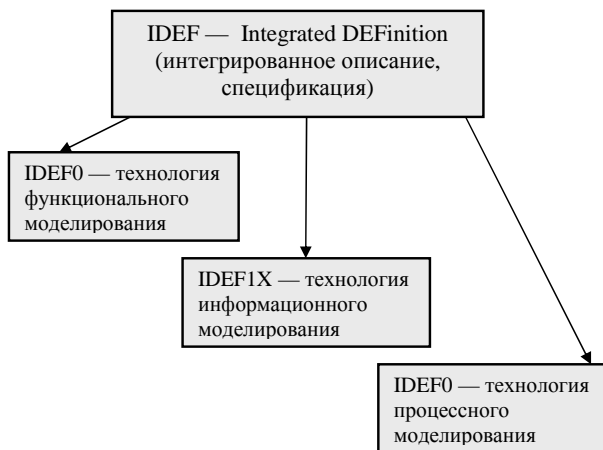 IDEF — Integrated DEFinition
(интегрированное описание,
спецификация)
IDEF0 — технология
функционального
моделирования
IDEF1X — технология
информационного
моделирования
IDEF0 — технология
процессного
моделирования